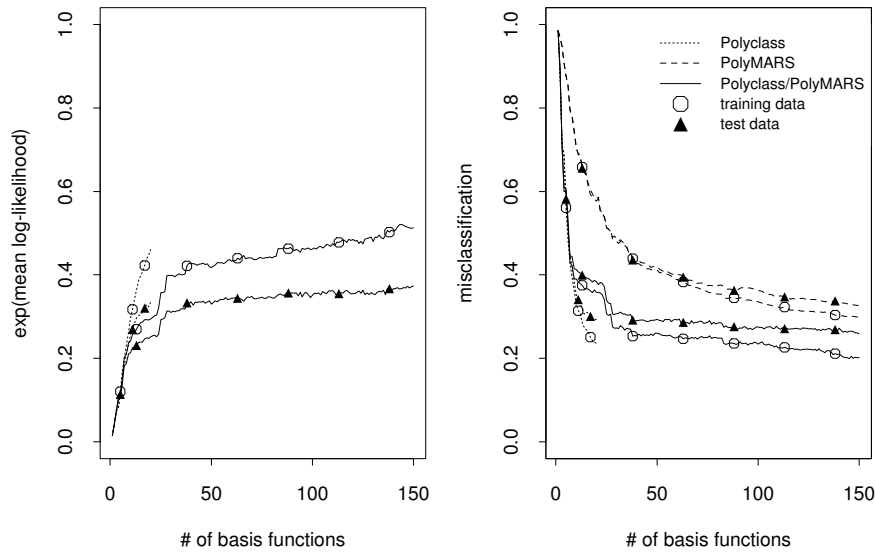 exp(mean log-likelihood)
1.0
0.8
0.6
0.4
0.2
0.0
0 50 100 150
# of basis functions
misclassification
1.0
0.8
0.6
0.4
0.2
0.0
Polyclass
PolyMARS
Polyclass/PolyMARS
training data
test data
0 50 100 150
# of basis functions